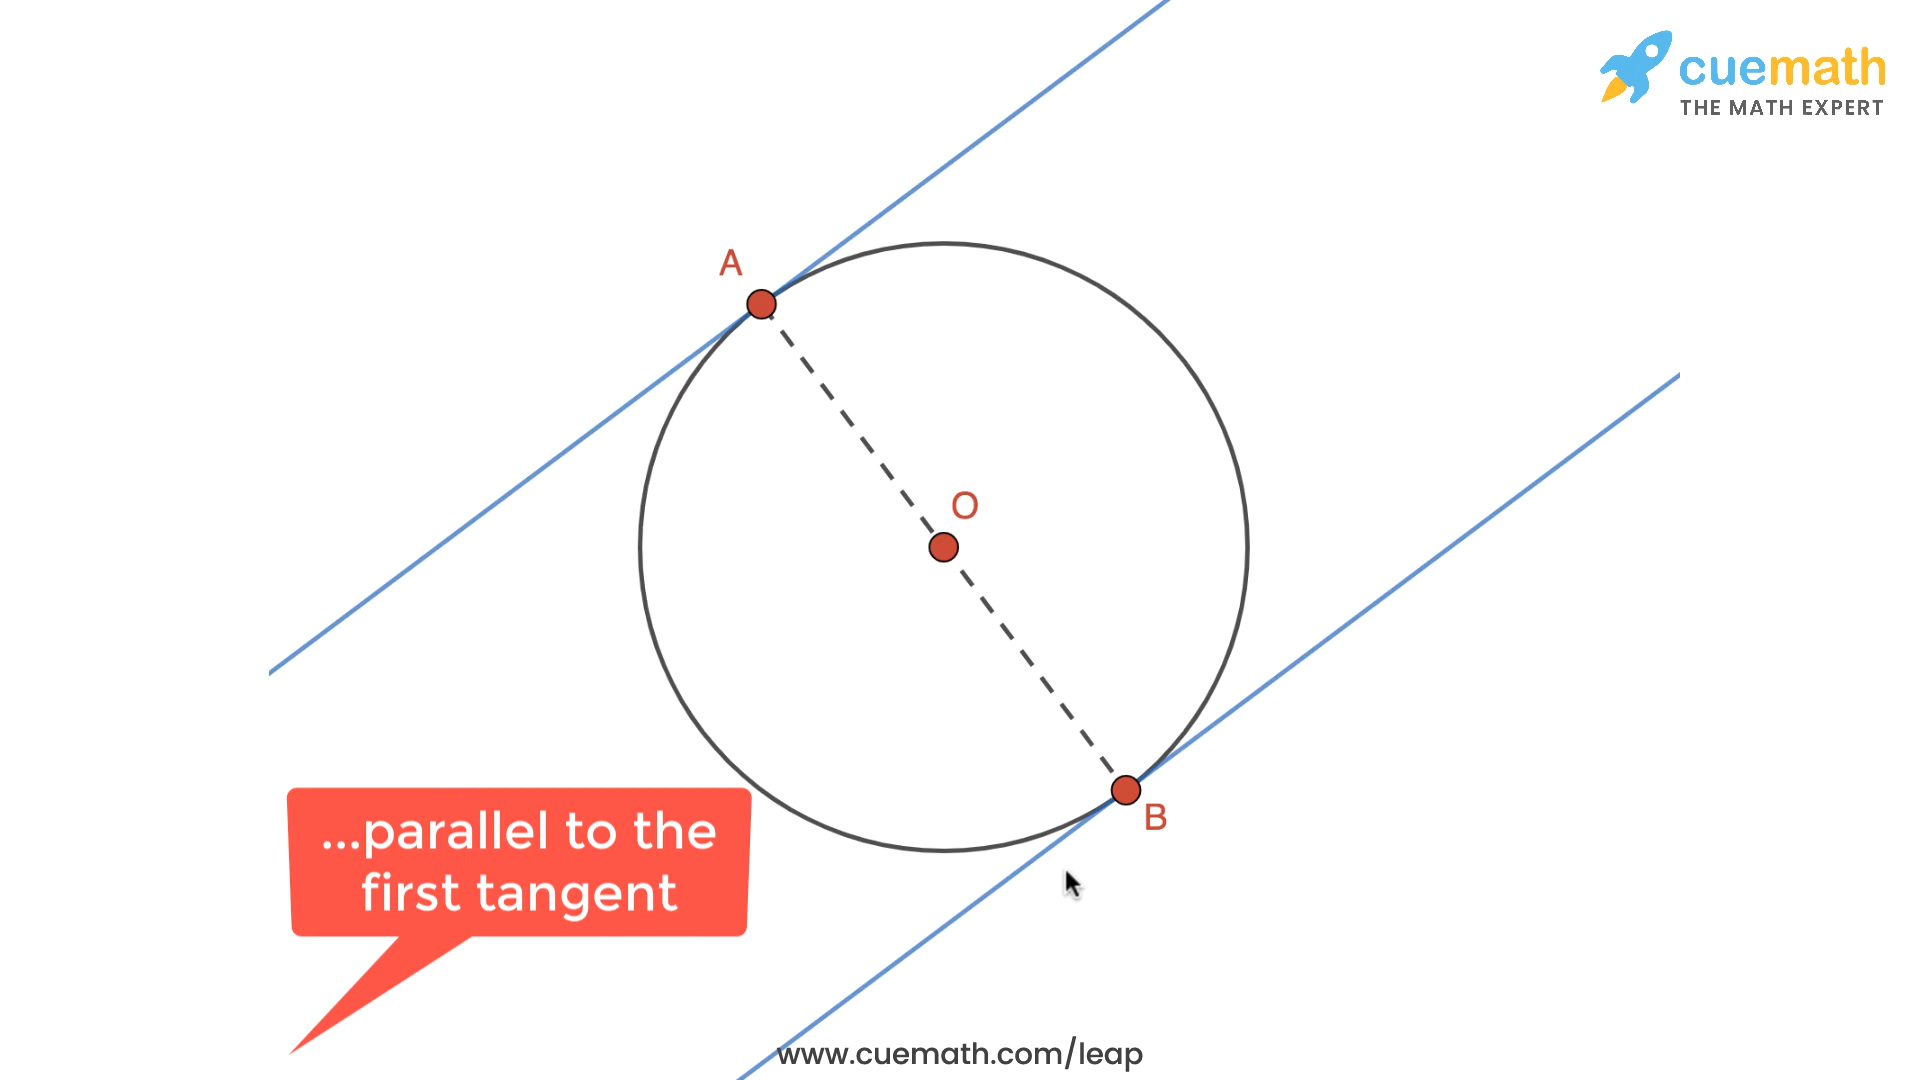 cuemath
THE MATH EXPERT
A
O
B
...parallel to the
first tangent
www.cuemath.com/leap